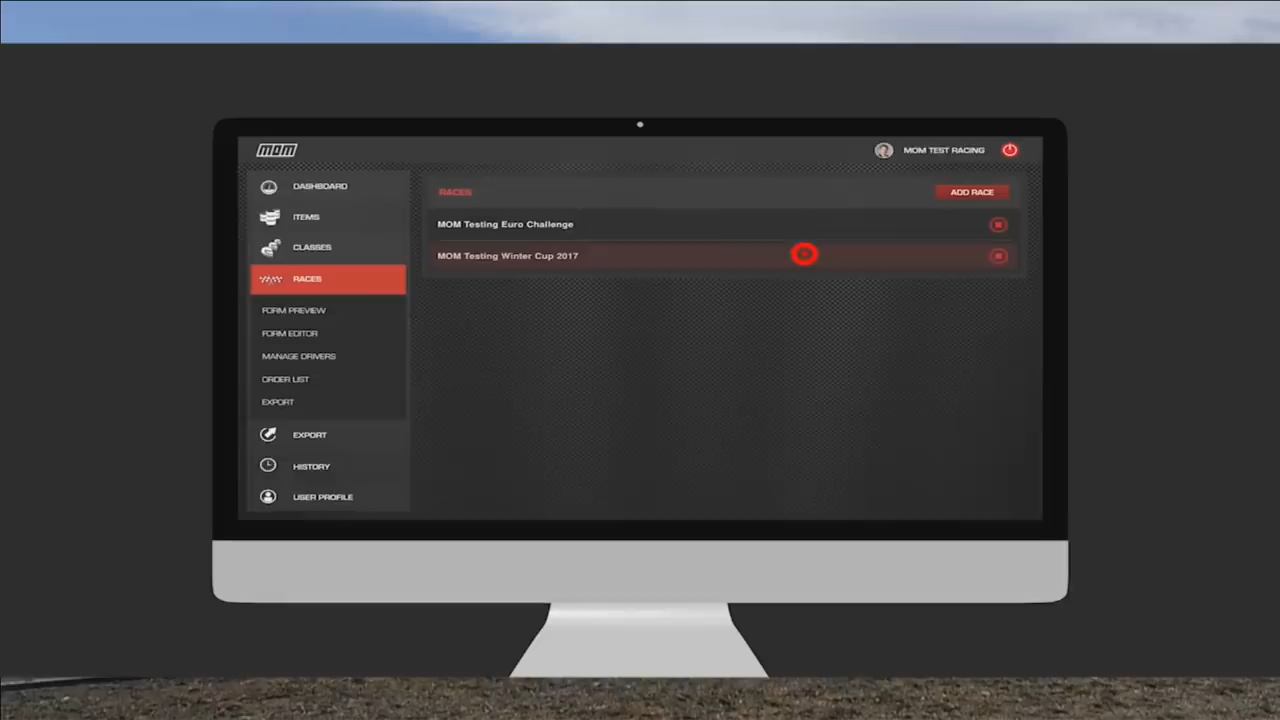 MOM
MOM TEST RACING
DASHBOARD
ITEMS
CLASSES
RACES
FORM PREVIEW
FORM EDITOR
MANAGE DRIVERS
ORDER LIST
EXPORT
EXPORT
HISTORY
USER PROFILE
RACES
ADD RACE
MOM Testing Euro Challenge
MOM Testing Winter Cup 2017